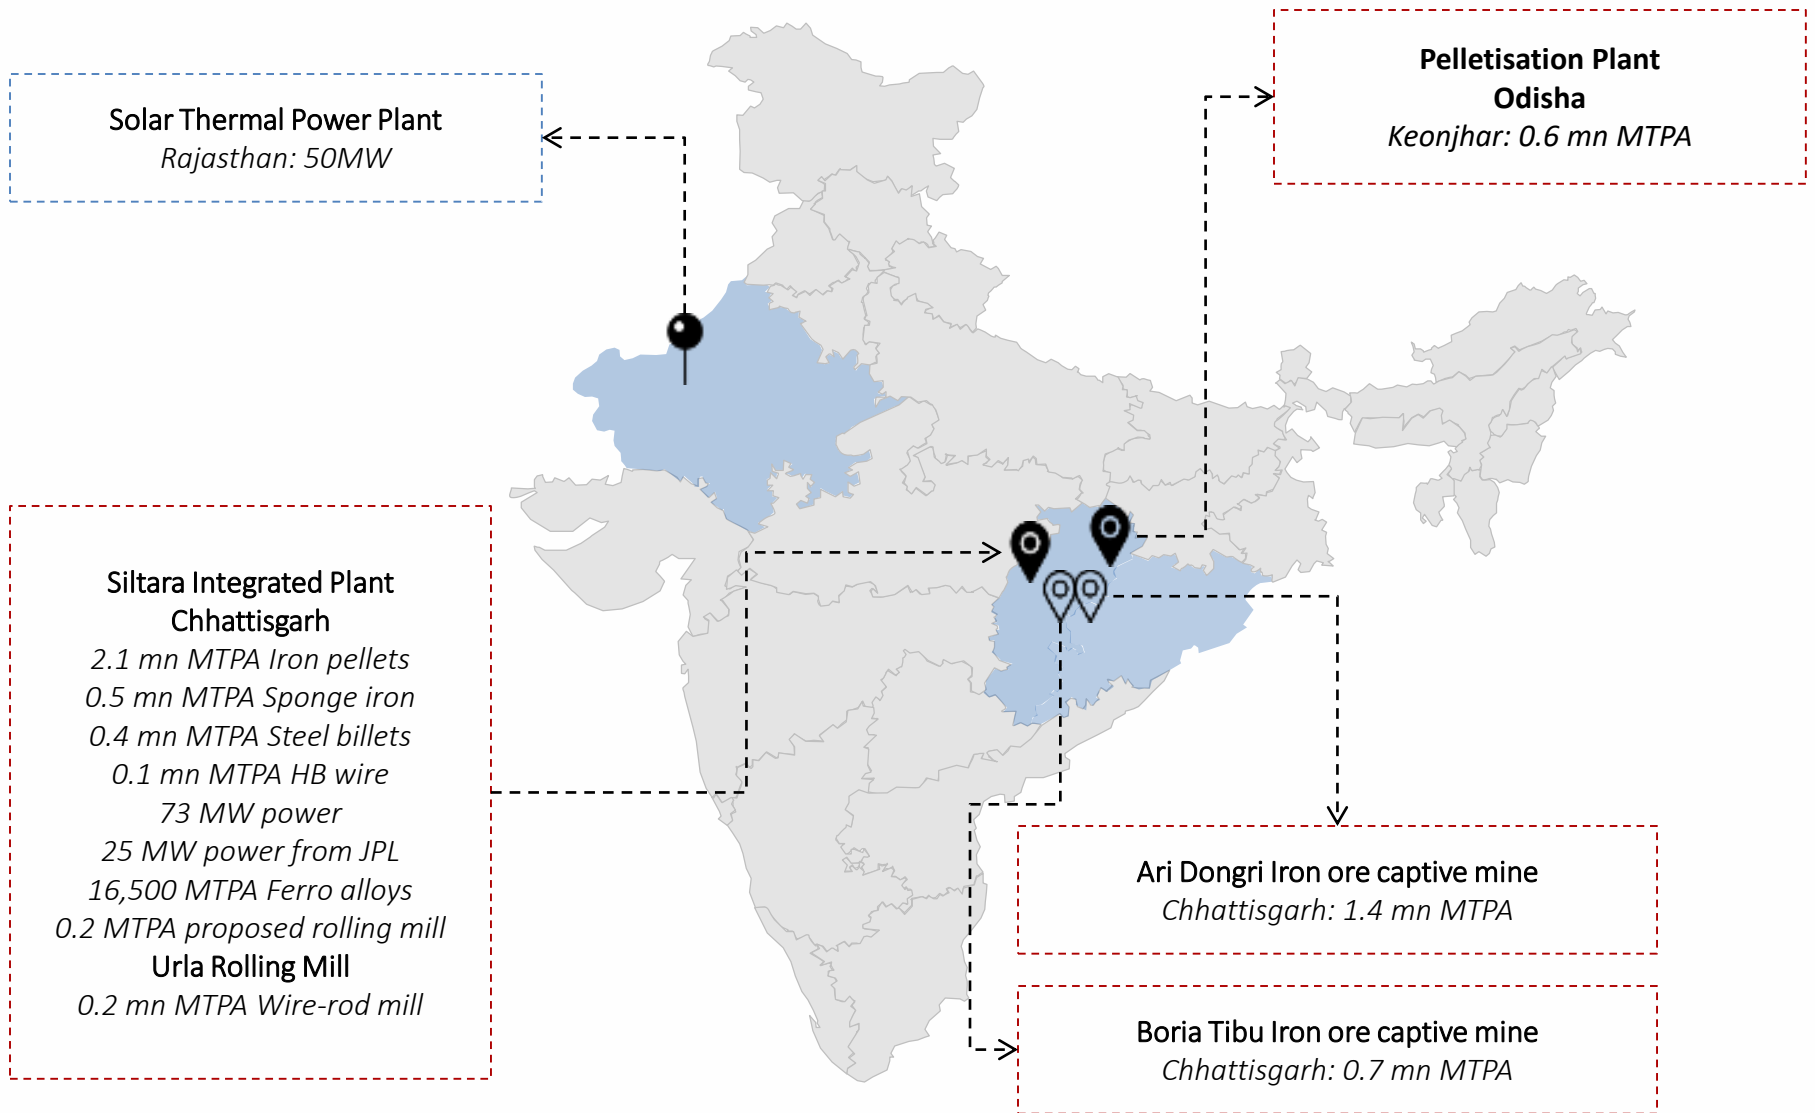 Solar Thermal Power Plant
Rajasthan: 50MW
Pelletisation Plant
Odisha
Keonjhar: 0.6 mn MTPA
Siltara Integrated Plant
Chhattisgarh
2.1 mn MTPA Iron pellets
0.5 mn MTPA Sponge iron
0.4 mn MTPA Steel billets
0.1 mn MTPA HB wire
73 MW power
25 MW power from JPL
16,500 MTPA Ferro alloys
0.2 MTPA proposed rolling mill
Urla Rolling Mill
0.2 mn MTPA Wire-rod mill
Ari Dongri Iron ore captive mine
Chhattisgarh: 1.4 mn MTPA
Boria Tibu Iron ore captive mine
Chhattisgarh: 0.7 mn MTPA